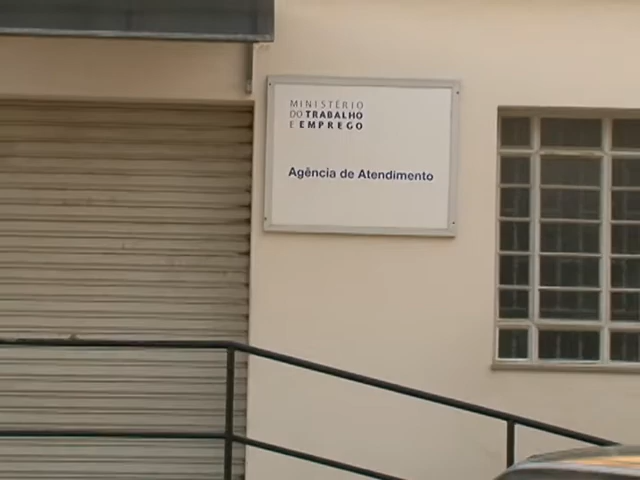 MINISTÉRIO
DO TRABALHO
E EMPREGO
Agência de Atendimento